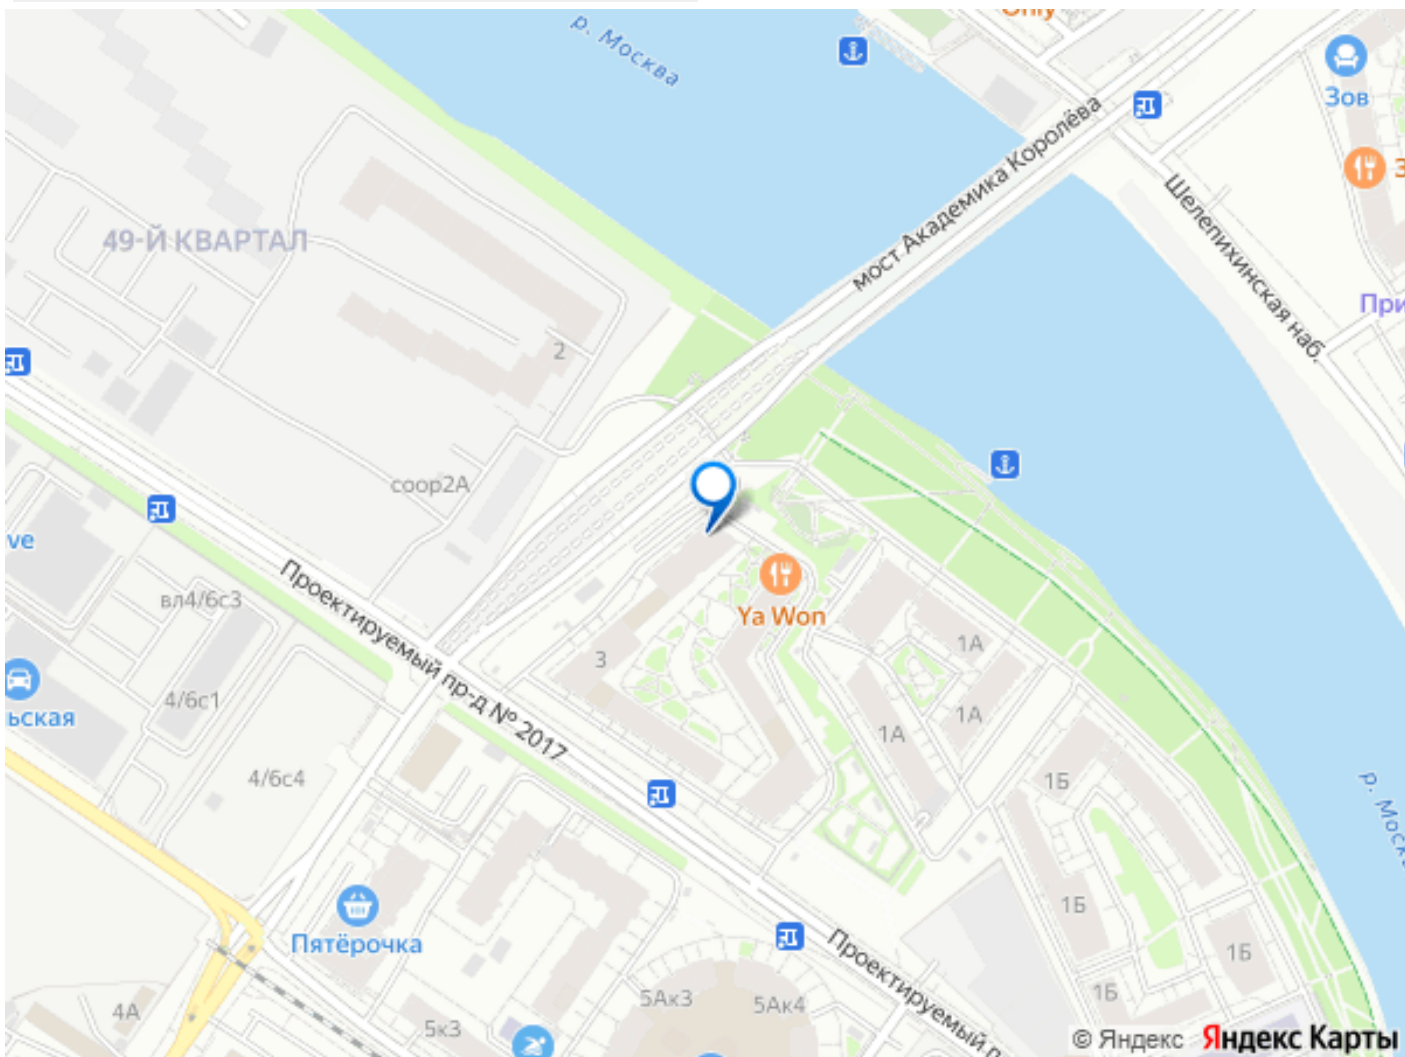 Only
р. Москва
Зов
мост Академика Королёва
Шелепихинская наб.
49-Й КВАРТАЛ
При
2
соор2А
ve
Проектируемый пр-д № 2017
вл4/6с3
Ya Won
3
1А
4/6с1
ьская
1А
1А
4/6с4
1Б
р. Моск
1Б
Пятёрочка
Проектируемый п
1Б
5Ак3
5Ак4
1Б
4А
5к3
© Яндекс Яндекс Карты